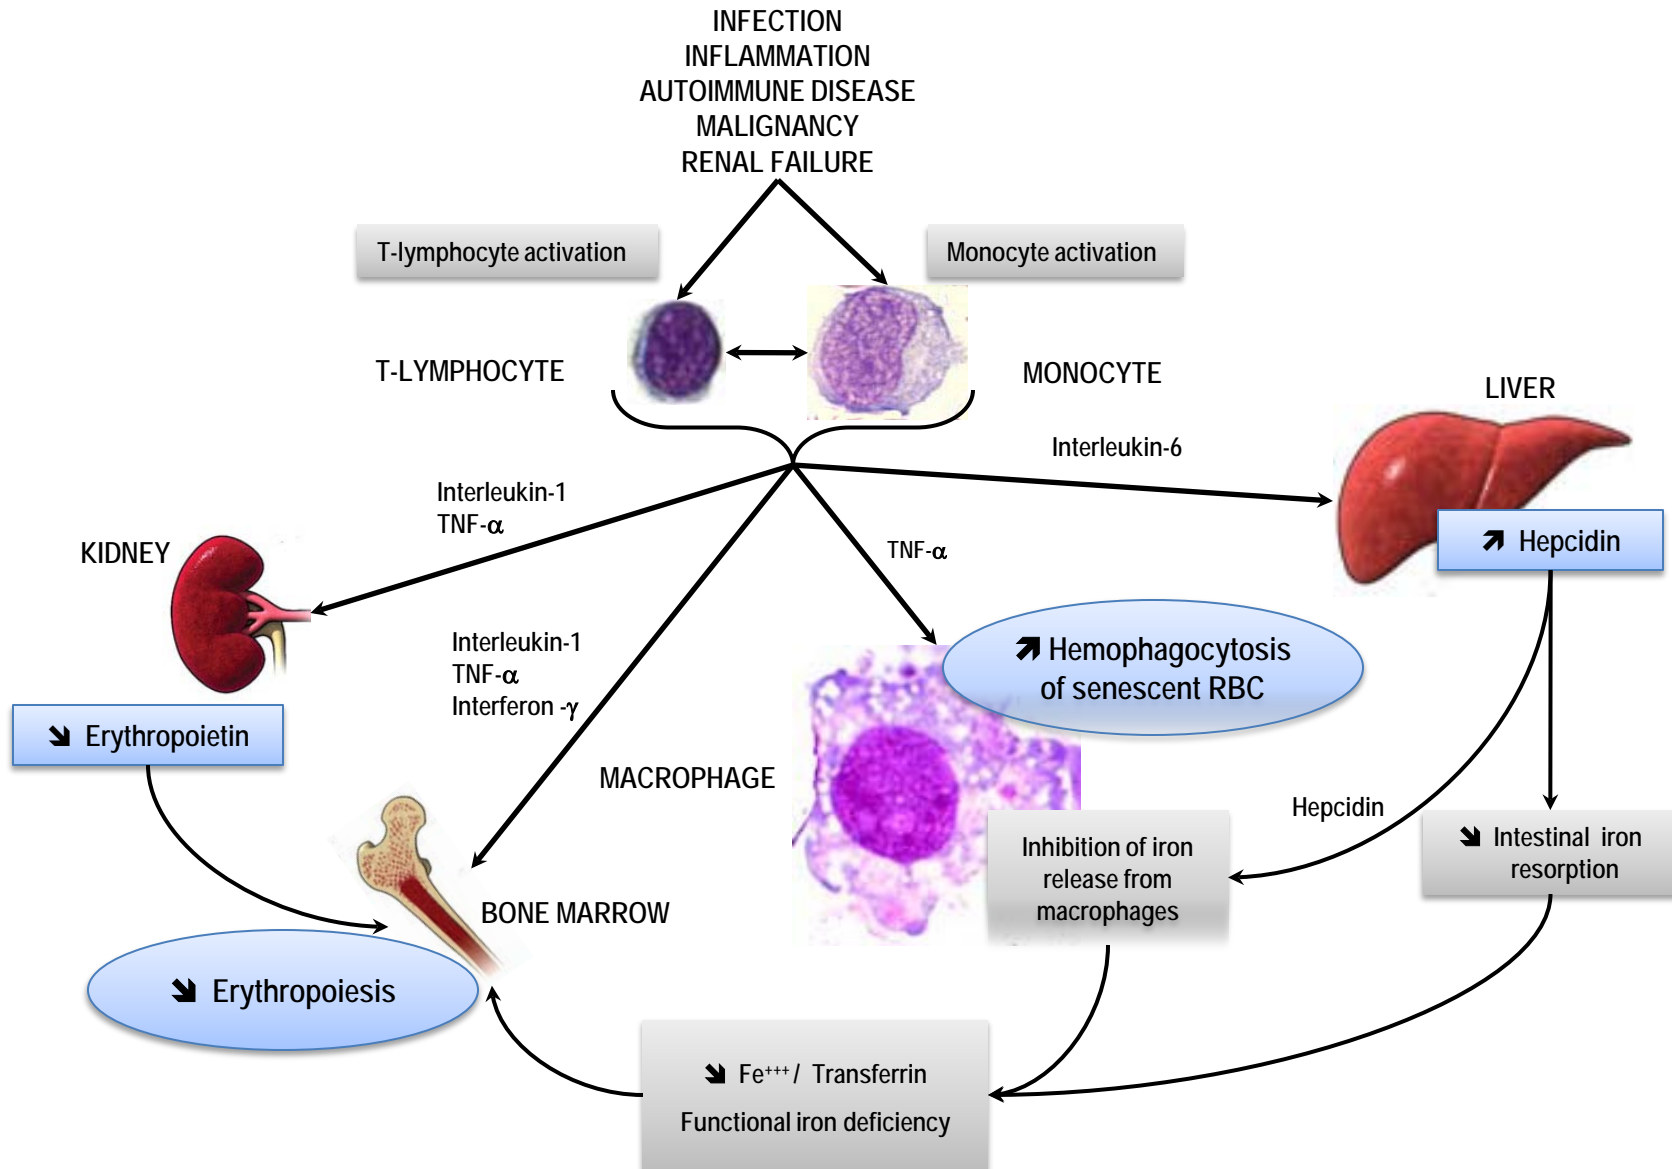 INFECTION
INFLAMMATION
AUTOIMMUNE DISEASE
MALIGNANCY
RENAL FAILURE
T-lymphocyte activation
Monocyte activation
T-LYMPHOCYTE
MONOCYTE
LIVER
Interleukin-6
Interleukin-1
TNF-α
KIDNEY
TNF-α
↗ Hepcidin
Interleukin-1
TNF-α
Interferon -γ
↗ Hemophagocytosis
of senescent RBC
↘ Erythropoietin
MACROPHAGE
Hepcidin
Inhibition of iron
release from
macrophages
↘ Intestinal iron
resorption
BONE MARROW
↘ Erythropoiesis
↘ Fe+++ / Transferrin
Functional iron deficiency